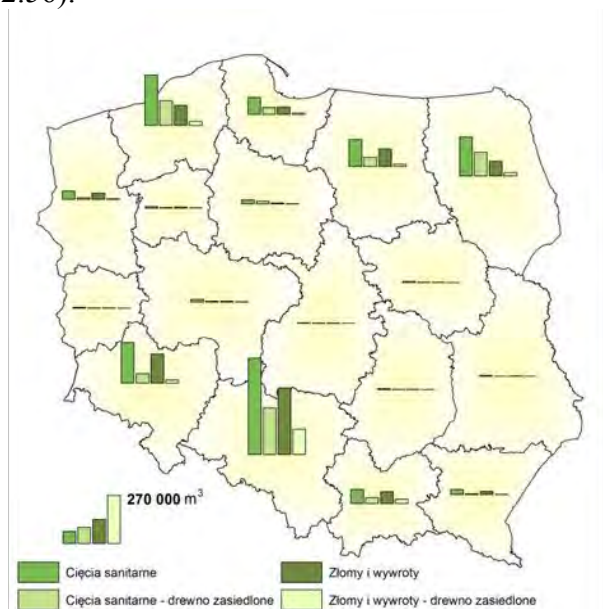 270 000 m³
Cięcia sanitarne
Złomy i wywroty
Cięcia sanitarne - drewno zasiedlone
Złomy i wywroty - drewno zasiedlone